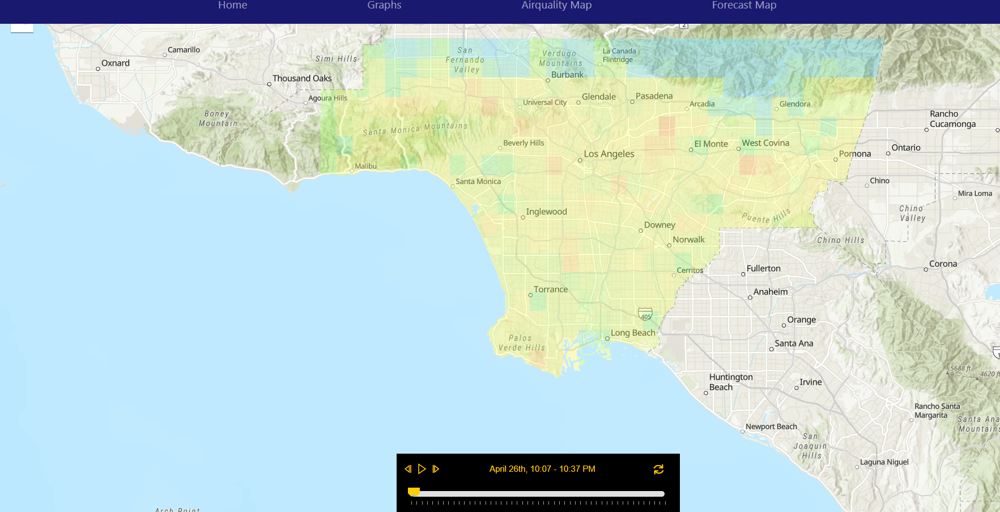 Home Graphs Airquality Map Forecast Map
2
Camarillo
Oxnard
Simi Hills
Thousand Oaks
Agoura Hills
Boney
Mountain
San
Fernando
Valley
Verdugo
Mountains
La Canada
Flintridge
Burbank
Universal City
Glendale
Pasadena
Arcadia
Glendora
Rancho
Cucamonga
Santa Monica Mountains
Beverly Hills
Los Angeles
El Monte
West Covina
Pomona
Ontario
Malibu
Santa Monica
Chino
Mira Loma
Inglewood
Puente Hills
Chino
Valley
Downey
Norwalk
Chino Hills
Cerritos
Fullerton
Corona
Torrance
Anaheim
405
Orange
Long Beach
Palos
Verde Hills
Santa Ana
1
5688 ft
4620 ft
Huntington
Beach
Irvine
Rancho Santa
Margarita
Santa Ana
Mountains
Newport Beach
San
Joaquin
Hills
Laguna Niguel
April 26th, 10:07 - 10:37 PM
Arch Point